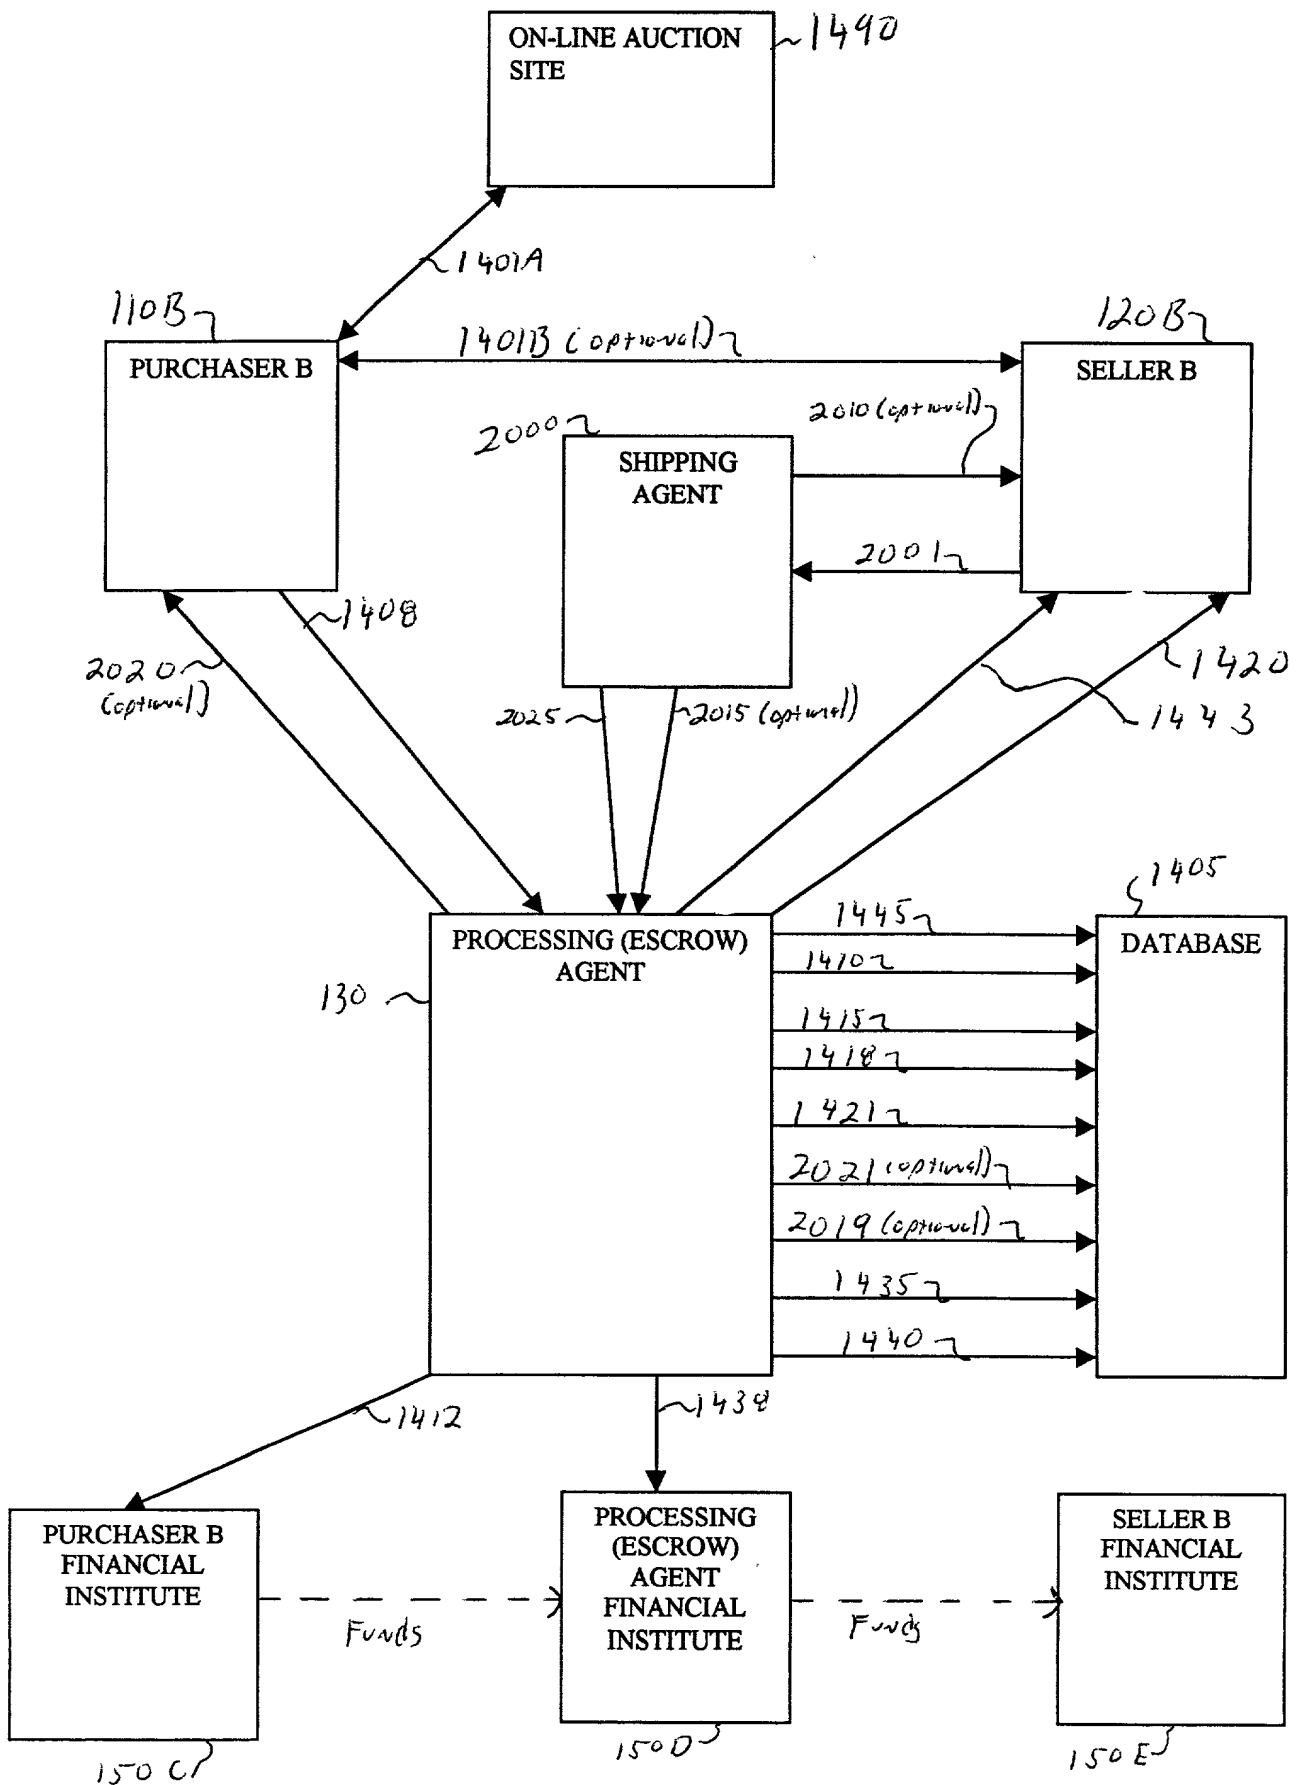 ON-LINE AUCTION
SITE
1490
1401A
110B
120B
1401B (optional)
PURCHASER B
SELLER B
2010 (optional)
2000
SHIPPING
AGENT
2001
1408
2020
(optional)
1420
2025
2015 (optional)
1443
1405
1445
PROCESSING (ESCROW)
AGENT
DATABASE
1410
130
1415
1418
1421
2021 (optional)
2019 (optional)
1435
1440
1412
1438
PURCHASER B
FINANCIAL
INSTITUTE
PROCESSING
(ESCROW)
AGENT
FINANCIAL
INSTITUTE
SELLER B
FINANCIAL
INSTITUTE
Funds
Funds
150C
150D
150E